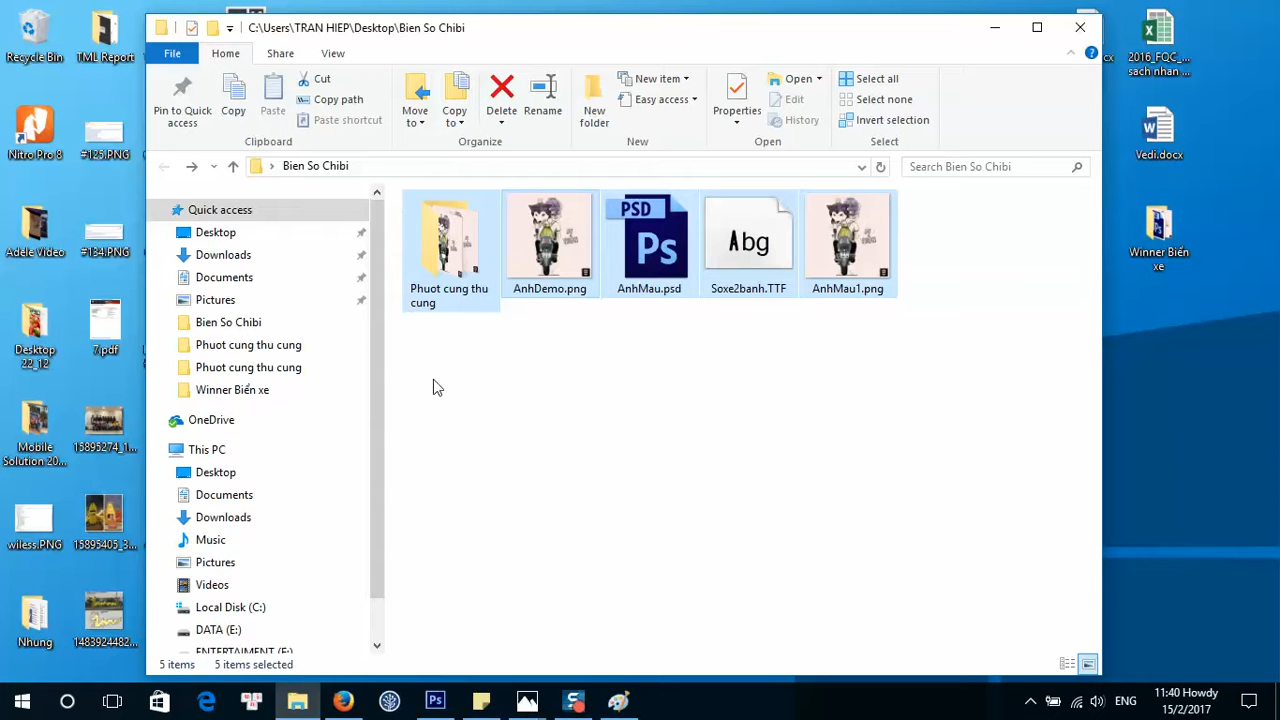 C:\Users\TRAN HIEP\Desktop\Bien So Chibi
File
Home
Share
View
Pin to Quick access
Copy
Paste
Cut
Copy path
Paste shortcut
Clipboard
Move to
Copy to
Delete
Rename
Organize
New folder
New item
Easy access
New
Properties
Open
Edit
History
Open
Select all
Select none
Invert selection
Select
Bien So Chibi
Search Bien So Chibi
Quick access
Desktop
Downloads
Documents
Pictures
Bien So Chibi
Phuot cung thu cung
Phuot cung thu cung
Winner Biển xe
OneDrive
This PC
Desktop
Documents
Downloads
Music
Pictures
Videos
Local Disk (C:)
DATA (E:)
Phuot cung thu cung
AnhDemo.png
PSD
Ps
AnhMau.psd
Abg
Soxe2banh.TTF
AnhMau1.png
5 items
5 items selected
Recycle Bin
TML Report
Nitro Pro 8
#125).PNG
Adele Video
#134.PNG
Desktop 22_12
7.pdf
Mobile Solution 20...
15895274_1...
wiless.PNG
15895405_3...
Nhung
1483924482...
2016_FQC_...
sach nhan ...
Vedi.docx
Winner Biển xe
Ps
ENG
11:40 Howdy
15/2/2017